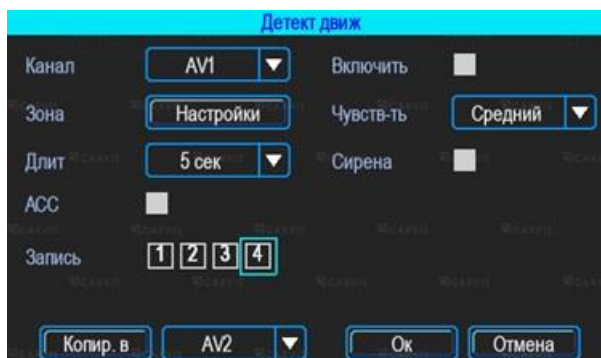 Детект движ
Канал AV1 Включить
Зона Настройки Чувств-ть Средний
Длит 5 сек Сирена
ACC
Запись 1 2 3 4
Копир. в AV2 Ок Отмена